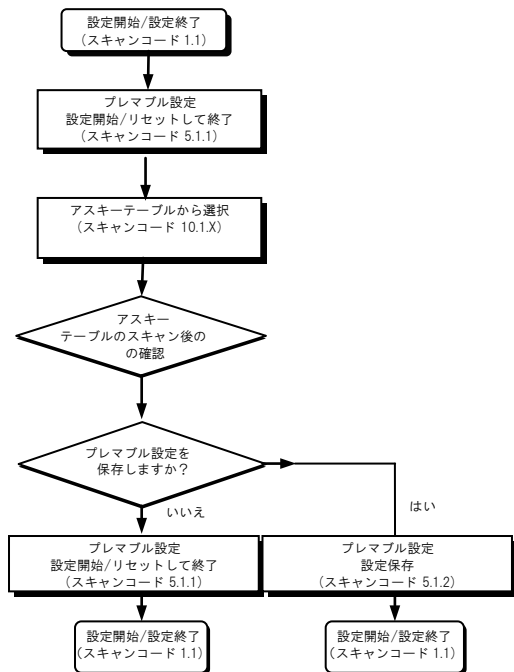 設定開始/設定終了
(スキャンコード 1.1)
プレマブル設定
設定開始/リセットして終了
(スキャンコード 5.1.1)
アスキーテーブルから選択
(スキャンコード 10.1.X)
アスキー
テーブルのスキャン後の
の確認
プレマブル設定を
保存しますか？
いいえ
はい
プレマブル設定
設定開始/リセットして終了
(スキャンコード 5.1.1)
プレマブル設定
設定保存
(スキャンコード 5.1.2)
設定開始/設定終了
(スキャンコード 1.1)
設定開始/設定終了
(スキャンコード 1.1)